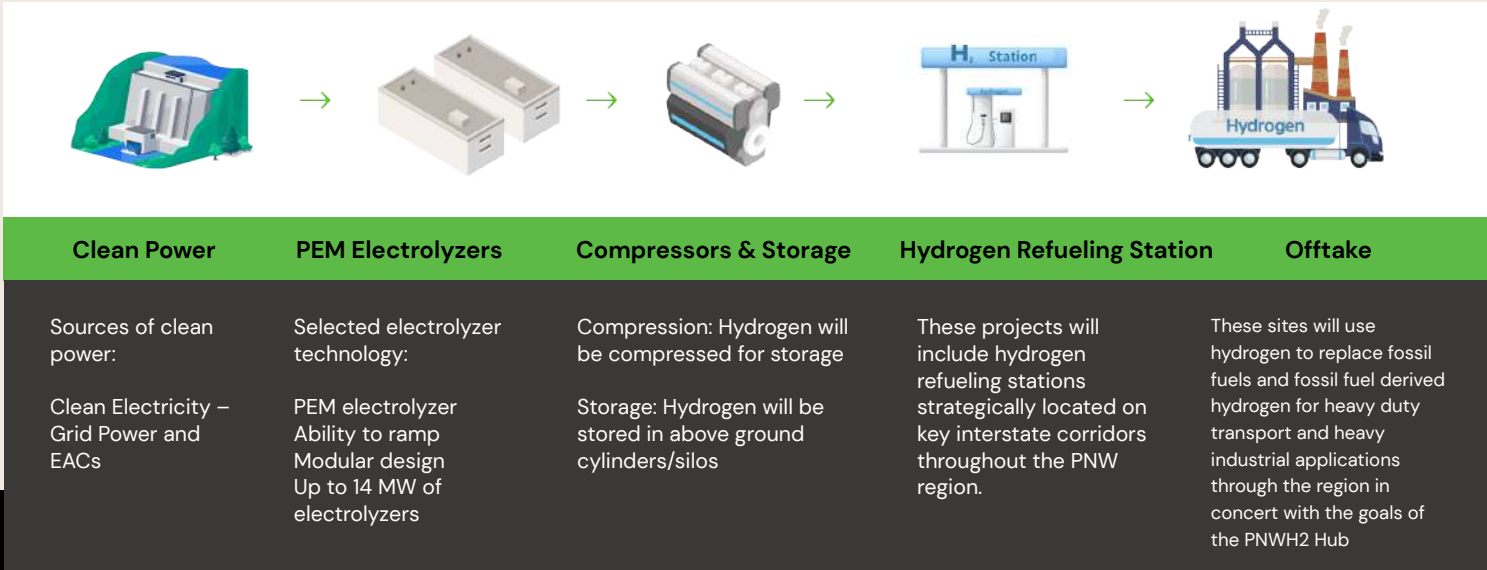 H₂ Station
hydrogen
Hydrogen
Clean Power
PEM Electrolyzers
Compressors & Storage
Hydrogen Refueling Station
Offtake
Sources of clean
power:
Clean Electricity –
Grid Power and
EACs
Selected electrolyzer
technology:
PEM electrolyzer
Ability to ramp
Modular design
Up to 14 MW of
electrolyzers
Compression: Hydrogen will
be compressed for storage
Storage: Hydrogen will be
stored in above ground
cylinders/silos
These projects will
include hydrogen
refueling stations
strategically located on
key interstate corridors
throughout the PNW
region.
These sites will use
hydrogen to replace fossil
fuels and fossil fuel derived
hydrogen for heavy duty
transport and heavy
industrial applications
through the region in
concert with the goals of
the PNWH2 Hub